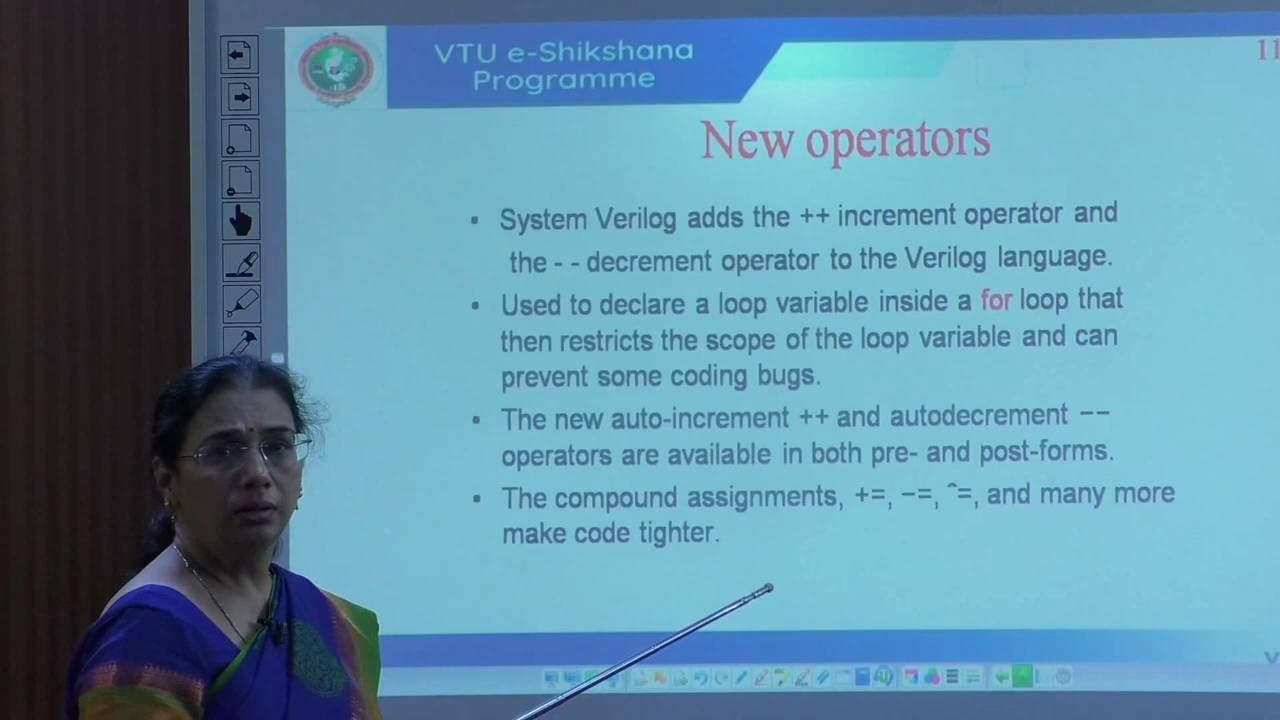 VTU e-Shikshana
Programme
11
New operators
• System Verilog adds the ++ increment operator and
the - - decrement operator to the Verilog language.
• Used to declare a loop variable inside a for loop that
then restricts the scope of the loop variable and can
prevent some coding bugs.
• The new auto-increment ++ and autodecrement −−
operators are available in both pre- and post-forms.
• The compound assignments, +=, −=, ^=, and many more
make code tighter.